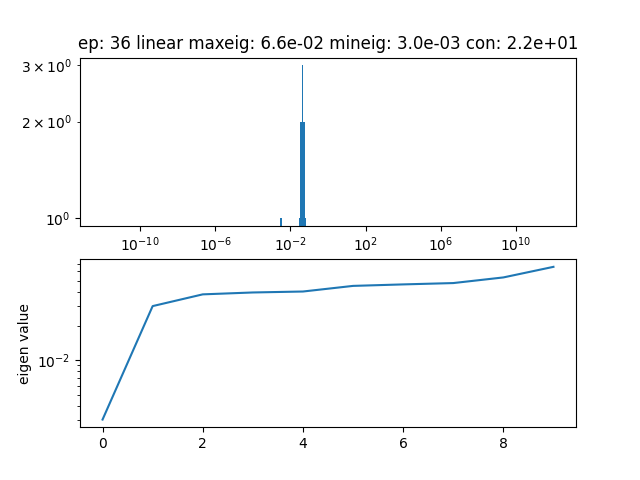 ep: 36 linear maxeig: 6.6e-02 mineig: 3.0e-03 con: 2.2e+01
3 × 10⁰
2 × 10⁰
10⁰
10⁻¹⁰ 10⁻⁶ 10⁻² 10² 10⁶ 10¹⁰
eigen value
10⁻²
0 2 4 6 8